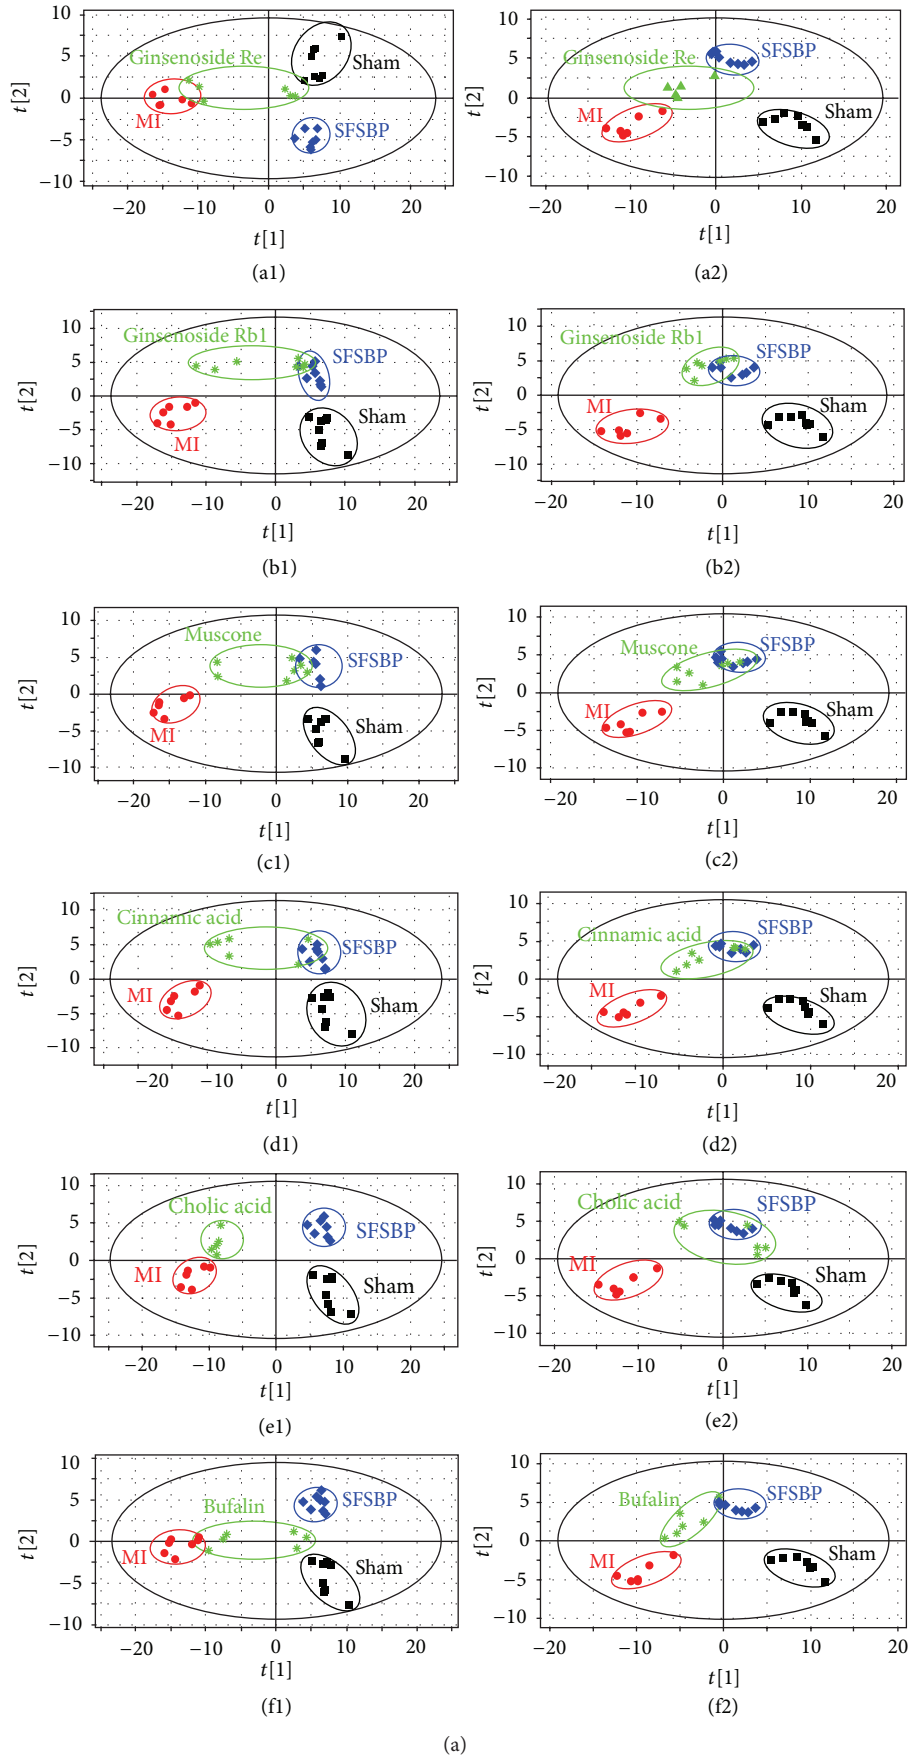 10
5
0
−5
−10
t[2]
Ginsenoside Re
Sham
MI
SFSBP
−20
−10
0
10
20
t[1]
(a1)
10
5
0
−5
−10
t[2]
SFSBP
Ginsenoside Re
MI
Sham
−20
−10
0
10
20
t[1]
(a2)
10
5
0
−5
−10
t[2]
Ginsenoside Rb1
SFSBP
Sham
MI
−20
−10
0
10
20
t[1]
(b1)
10
5
0
−5
−10
t[2]
Ginsenoside Rb1
SFSBP
MI
Sham
−20
−10
0
10
20
t[1]
(b2)
10
5
0
−5
−10
t[2]
Muscone
SFSBP
Sham
MI
−20
−10
0
10
20
t[1]
(c1)
10
5
0
−5
−10
t[2]
Muscone
SFSBP
MI
Sham
−20
−10
0
10
20
t[1]
(c2)
10
5
0
−5
−10
t[2]
Cinnamic acid
SFSBP
MI
Sham
−20
−10
0
10
20
t[1]
(d1)
10
5
0
−5
−10
t[2]
SFSBP
Cinnamic acid
MI
Sham
−20
−10
0
10
20
t[1]
(d2)
10
5
0
−5
−10
t[2]
Cholic acid
SFSBP
MI
Sham
−20
−10
0
10
20
t[1]
(e1)
10
5
0
−5
−10
t[2]
Cholic acid
SFSBP
MI
Sham
−20
−10
0
10
20
t[1]
(e2)
10
5
0
−5
−10
t[2]
Bufalin
SFSBP
MI
Sham
−20
−10
0
10
20
t[1]
(f1)
10
5
0
−5
−10
t[2]
Bufalin
SFSBP
MI
Sham
−20
−10
0
10
20
t[1]
(f2)
(a)